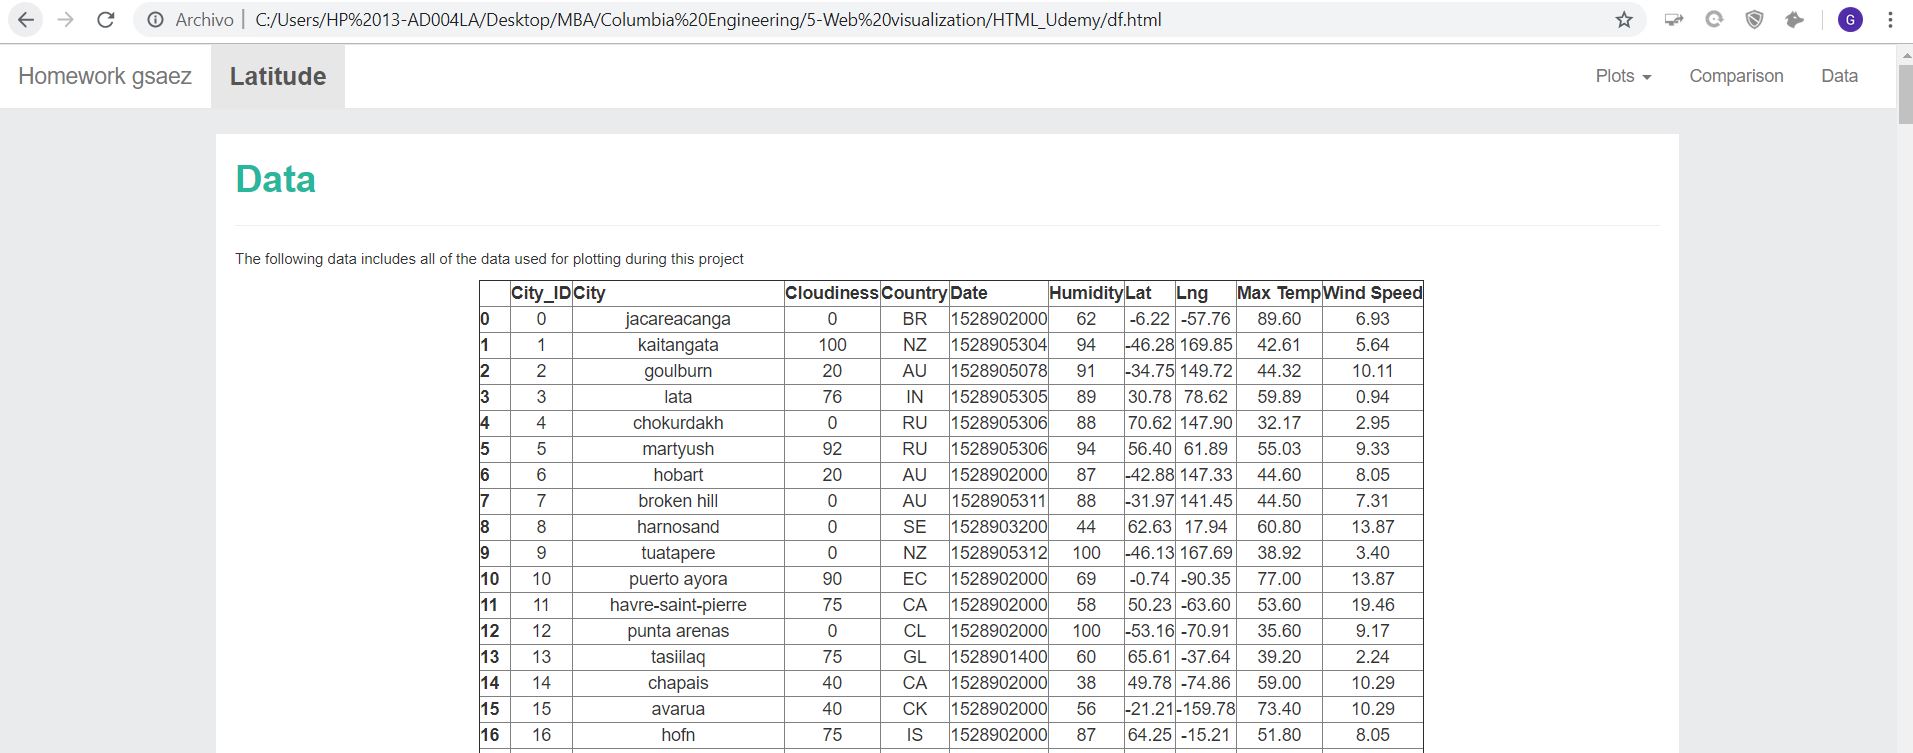 Archivo | C:/Users/HP%2013-AD004LA/Desktop/MBA/Columbia%20Engineering/5-Web%20visualization/HTML_Udemy/df.html G
Homework gsaez Latitude Plots Comparison Data
Data
The following data includes all of the data used for plotting during this project
City_ID City Cloudiness Country Date Humidity Lat Lng Max Temp Wind Speed
0 0 jacareacanga 0 BR 1528902000 62 -6.22 -57.76 89.60 6.93
1 1 kaitangata 100 NZ 1528905304 94 -46.28 169.85 42.61 5.64
2 2 goulburn 20 AU 1528905078 91 -34.75 149.72 44.32 10.11
3 3 lata 76 IN 1528905305 89 30.78 78.62 59.89 0.94
4 4 chokurdakh 0 RU 1528905306 88 70.62 147.90 32.17 2.95
5 5 martyush 92 RU 1528905306 94 56.40 61.89 55.03 9.33
6 6 hobart 20 AU 1528902000 87 -42.88 147.33 44.60 8.05
7 7 broken hill 0 AU 1528905311 88 -31.97 141.45 44.50 7.31
8 8 harnosand 0 SE 1528903200 44 62.63 17.94 60.80 13.87
9 9 tuatapere 0 NZ 1528905312 100 -46.13 167.69 38.92 3.40
10 10 puerto ayora 90 EC 1528902000 69 -0.74 -90.35 77.00 13.87
11 11 havre-saint-pierre 75 CA 1528902000 58 50.23 -63.60 53.60 19.46
12 12 punta arenas 0 CL 1528902000 100 -53.16 -70.91 35.60 9.17
13 13 tasiilaq 75 GL 1528901400 60 65.61 -37.64 39.20 2.24
14 14 chapais 40 CA 1528902000 38 49.78 -74.86 59.00 10.29
15 15 avarua 40 CK 1528902000 56 -21.21 -159.78 73.40 10.29
16 16 hofn 75 IS 1528902000 87 64.25 -15.21 51.80 8.05